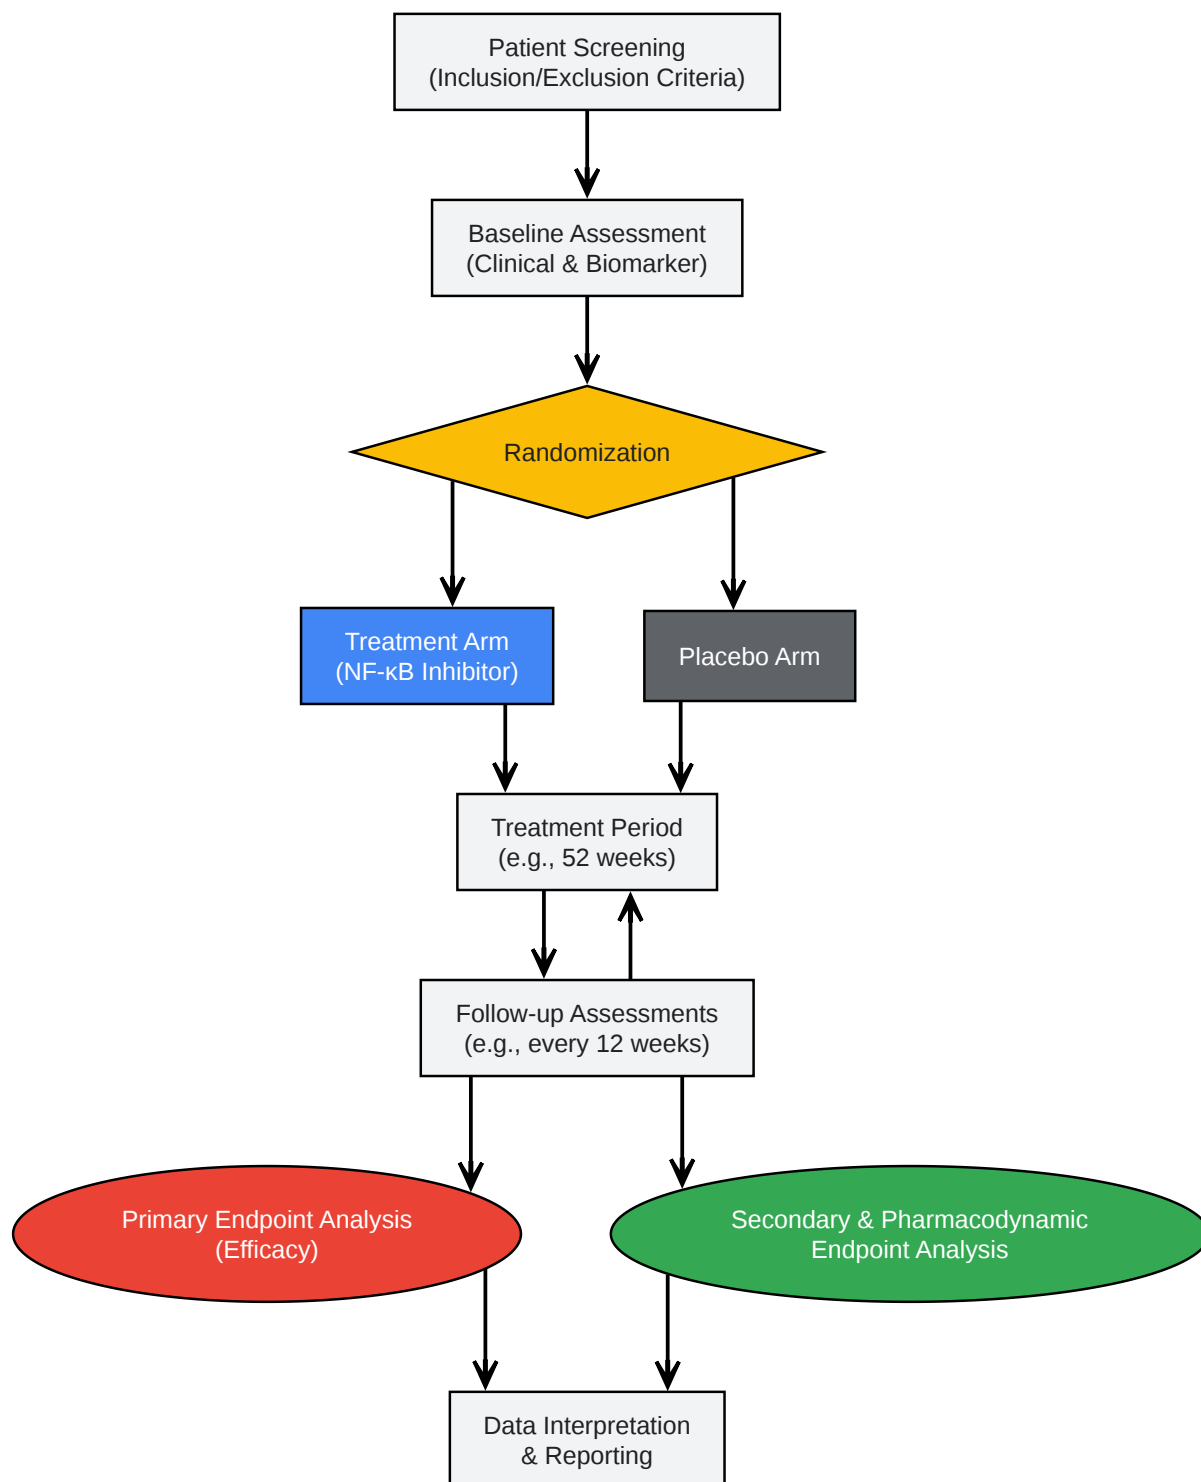 Patient Screening
(Inclusion/Exclusion Criteria)
Baseline Assessment
(Clinical & Biomarker)
Randomization
Treatment Arm
(NF-κB Inhibitor)
Placebo Arm
Treatment Period
(e.g., 52 weeks)
Follow-up Assessments
(e.g., every 12 weeks)
Primary Endpoint Analysis
(Efficacy)
Secondary & Pharmacodynamic
Endpoint Analysis
Data Interpretation
& Reporting